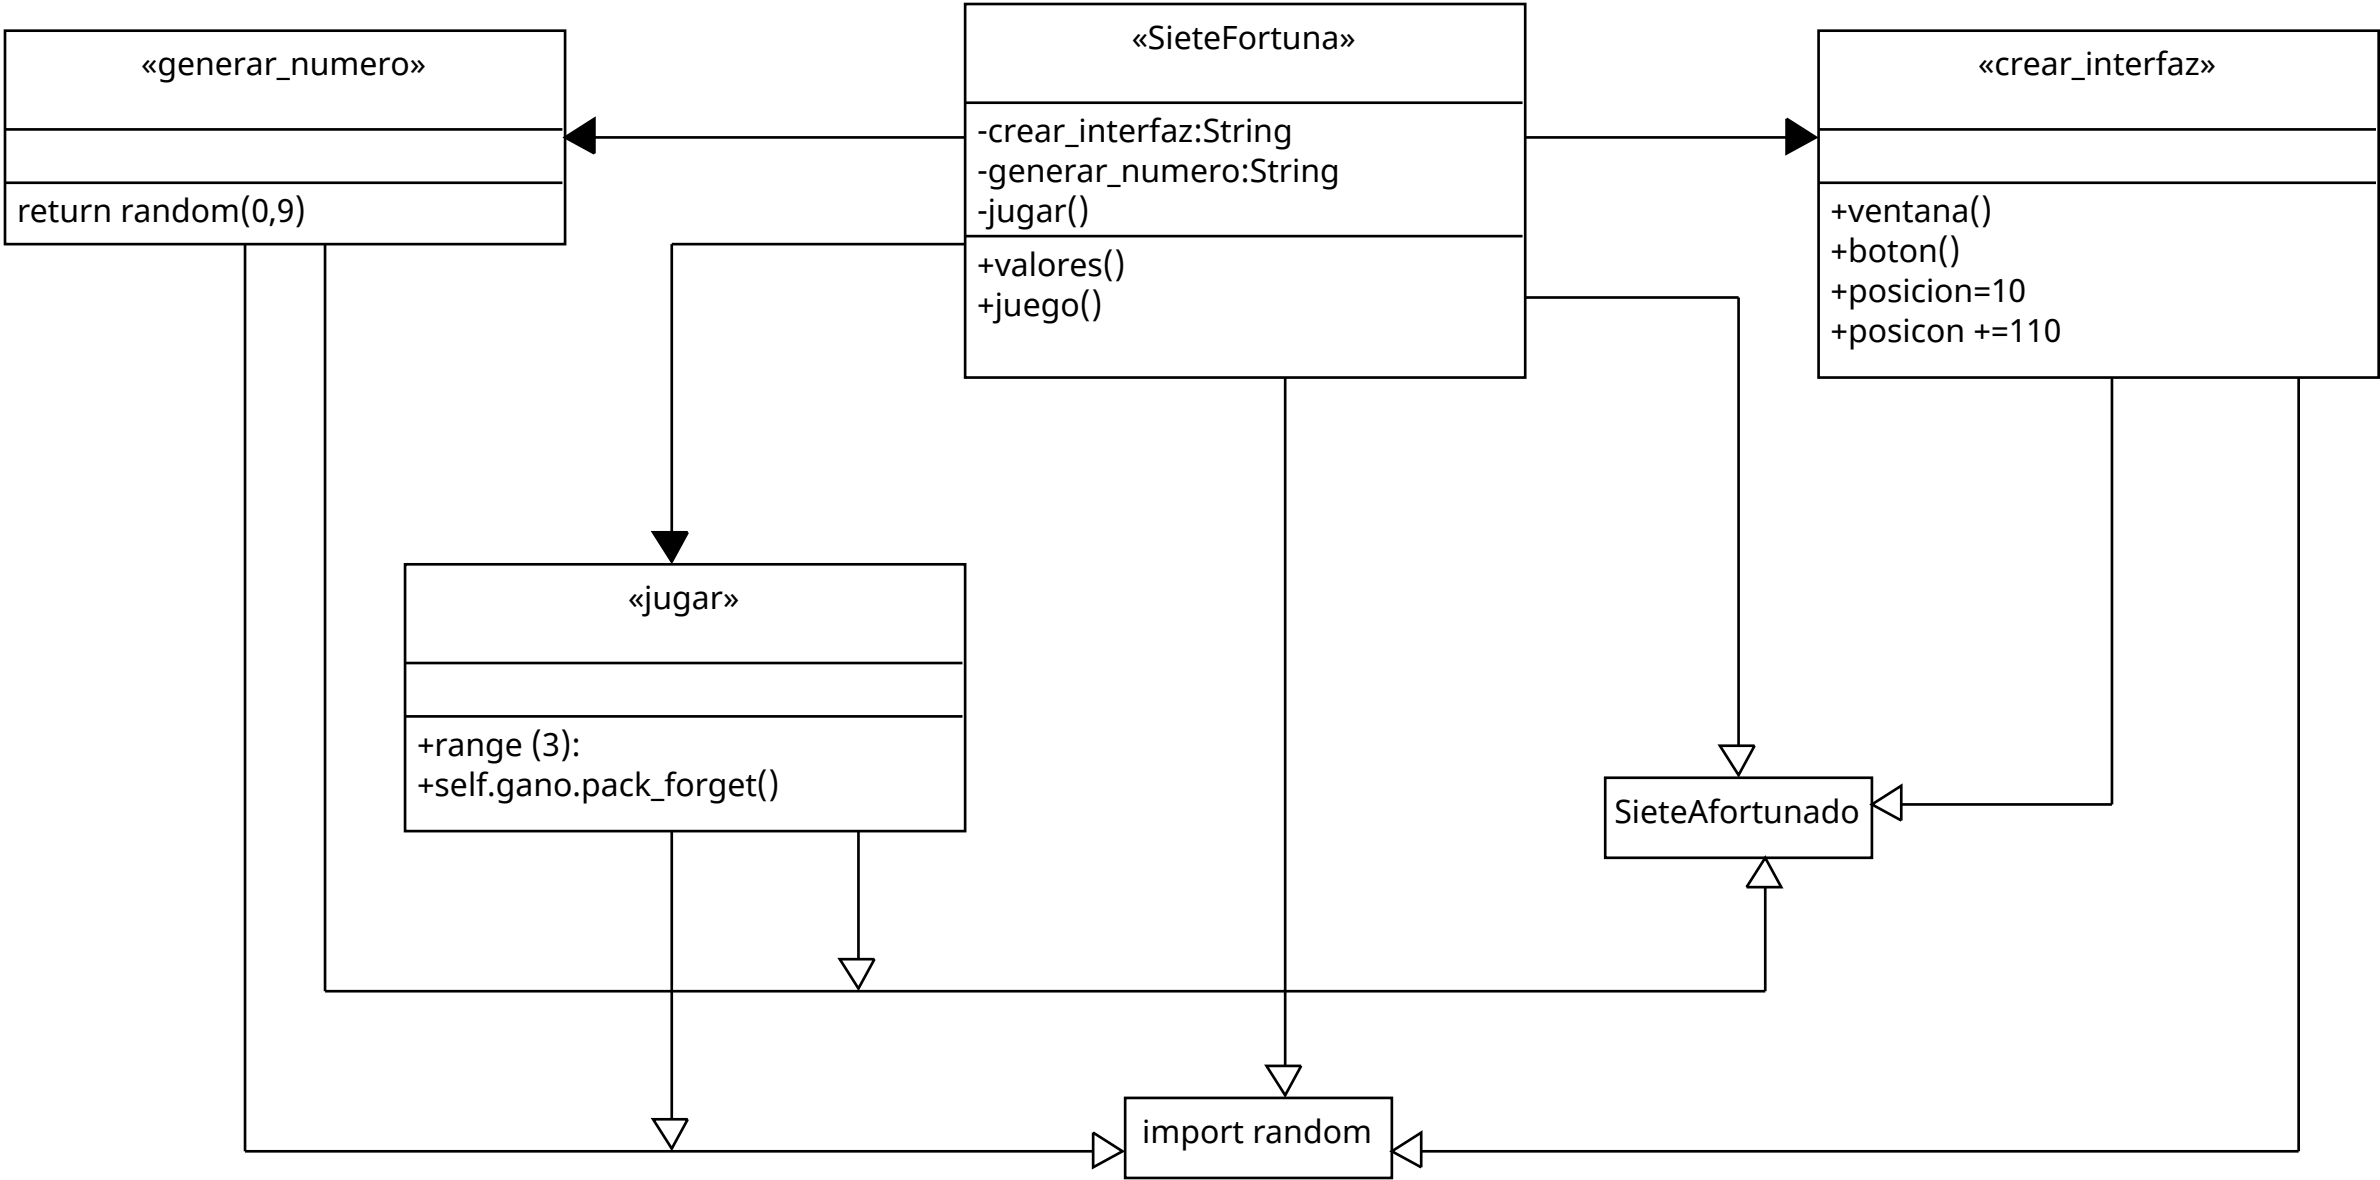 «generar_numero»
return random(0,9)
«SieteFortuna»
-crear_interfaz:String
-generar_numero:String
-jugar()
+valores()
+juego()
«crear_interfaz»
+ventana()
+boton()
+posicion=10
+posicon +=110
«jugar»
+range (3):
+self.gano.pack_forget()
SieteAfortunado
import random